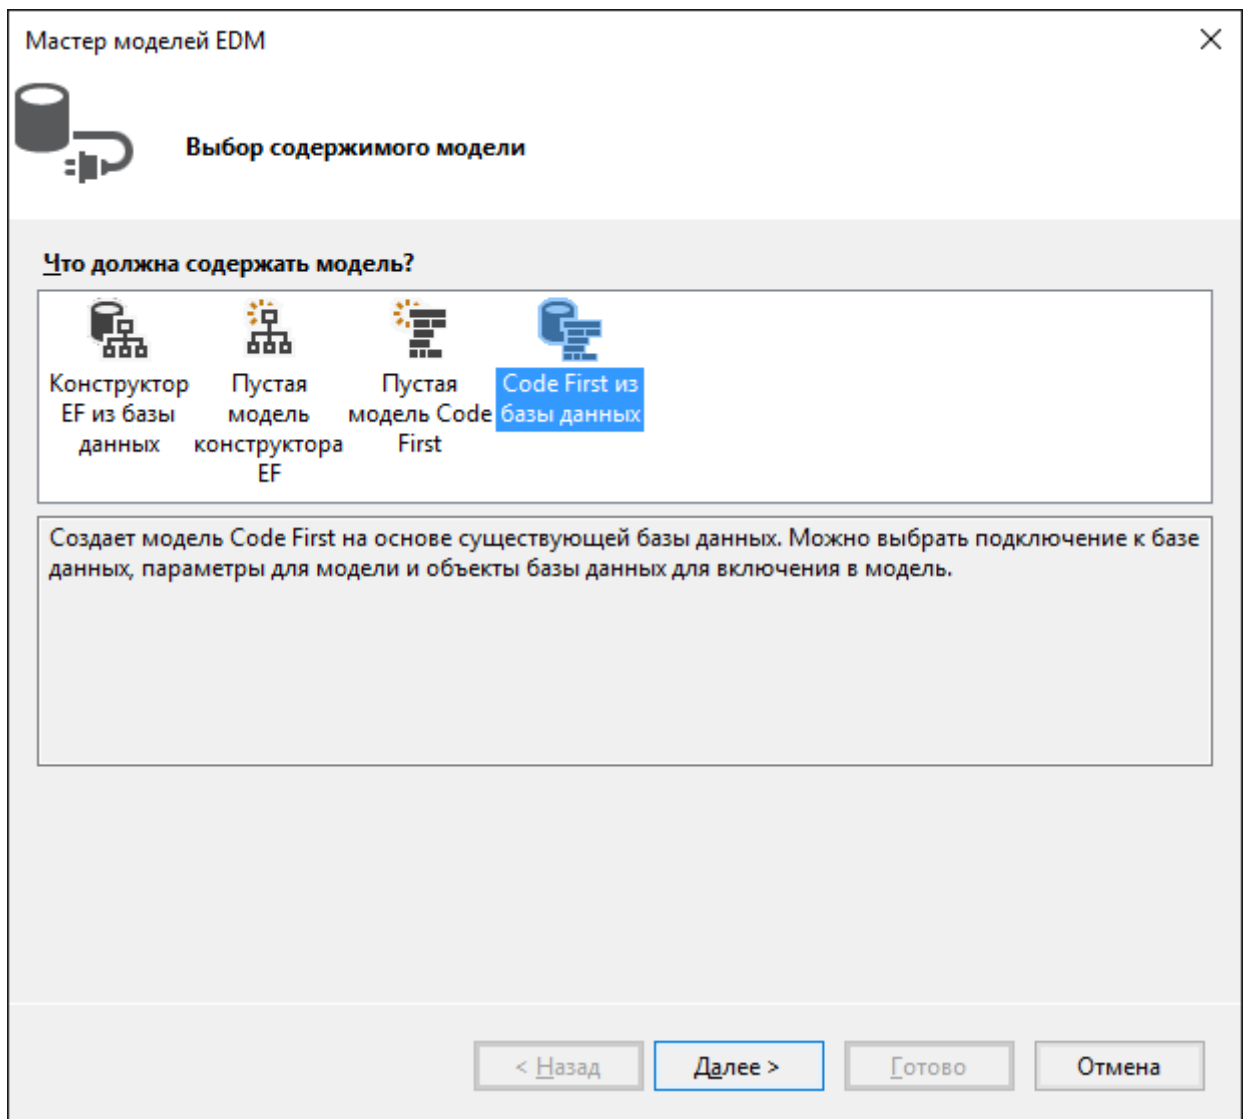 Мастер моделей EDM
Выбор содержимого модели
Что должна содержать модель?
Конструктор
EF из базы
данных
Пустая
модель
конструктора
EF
Пустая
модель Code
First
Code First из
базы данных
Создает модель Code First на основе существующей базы данных. Можно выбрать подключение к базе
данных, параметры для модели и объекты базы данных для включения в модель.
< Назад
Далее >
Готово
Отмена